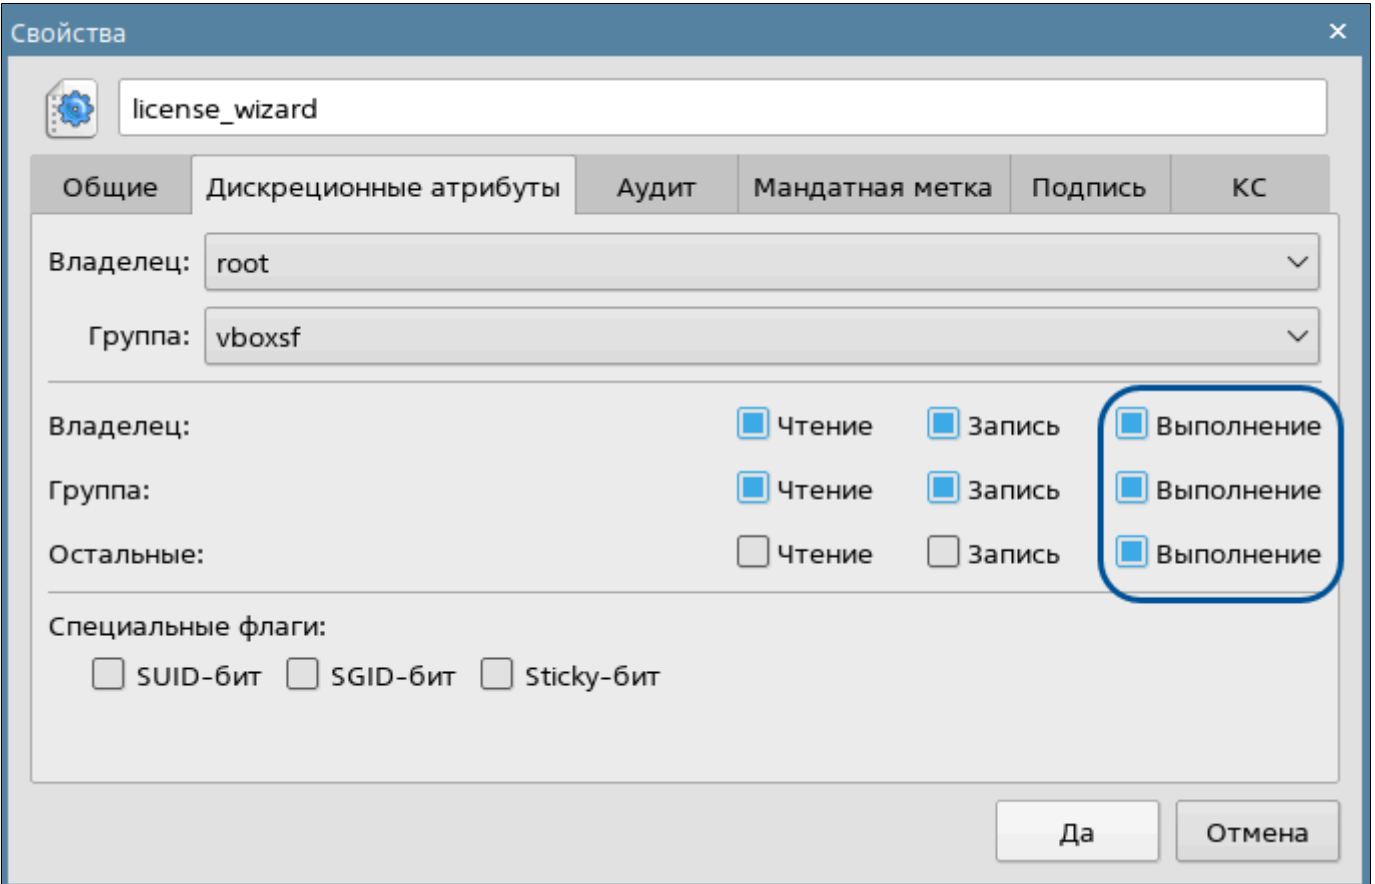 Свойства
license_wizard
Общие Дискреционные атрибуты Аудит Мандатная метка Подпись КС
Владелец: root
Группа: vboxsf
Владелец: Чтение Запись Выполнение
Группа: Чтение Запись Выполнение
Остальные: Чтение Запись Выполнение
Специальные флаги:
SUID-бит SGID-бит Sticky-бит
Да Отмена